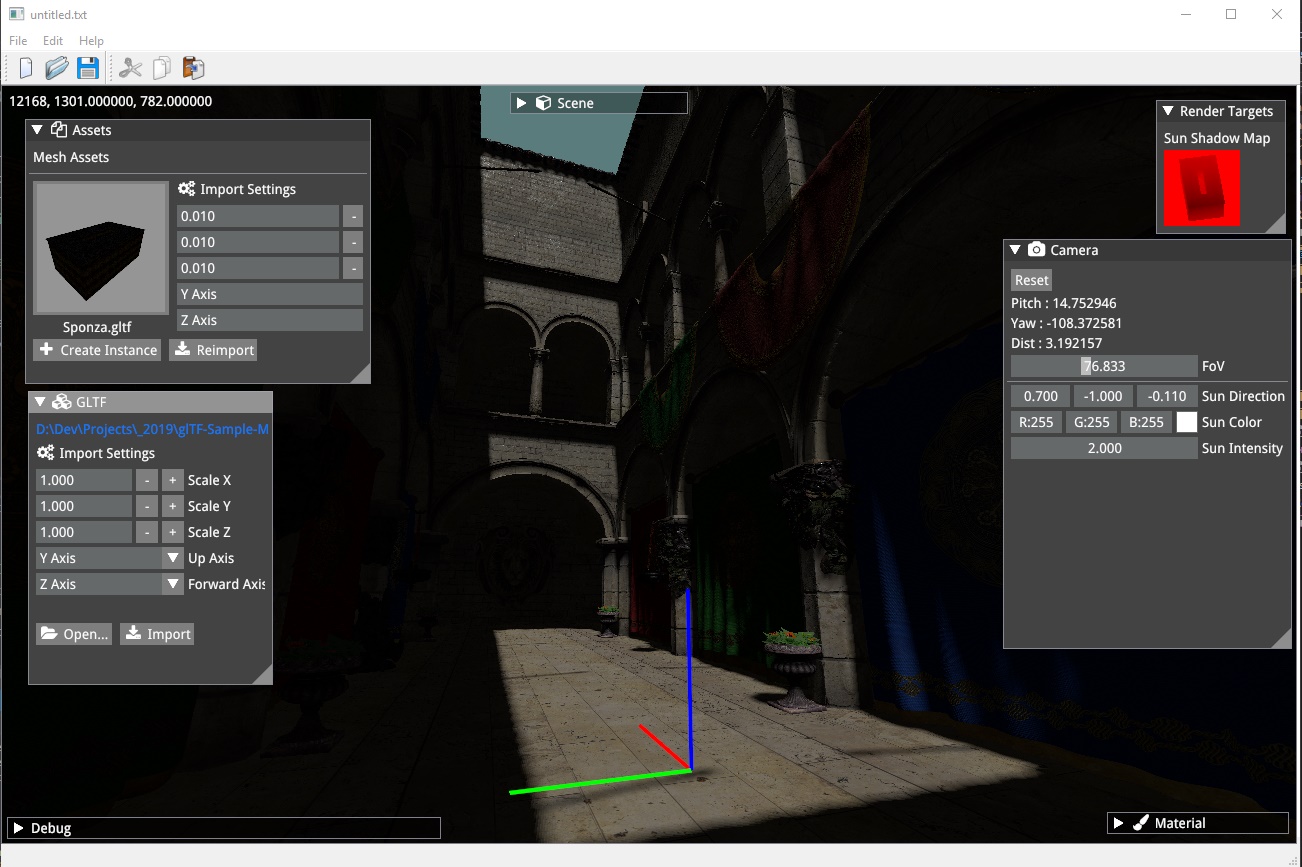 untitled.txt
File Edit Help
12168, 1301.000000, 782.000000
Scene
Assets
Mesh Assets
Import Settings
0.010 -
0.010 -
0.010 -
Y Axis
Z Axis
Sponza.gltf
Create Instance Reimport
GLTF
D:\Dev\Projects\_2019\glTF-Sample-M
Import Settings
1.000 - + Scale X
1.000 - + Scale Y
1.000 - + Scale Z
Y Axis Up Axis
Z Axis Forward Axis
Open... Import
Debug
Render Targets
Sun Shadow Map
Camera
Reset
Pitch : 14.752946
Yaw : -108.372581
Dist : 3.192157
76.833 FoV
0.700 -1.000 -0.110 Sun Direction
R:255 G:255 B:255 Sun Color
2.000 Sun Intensity
Material